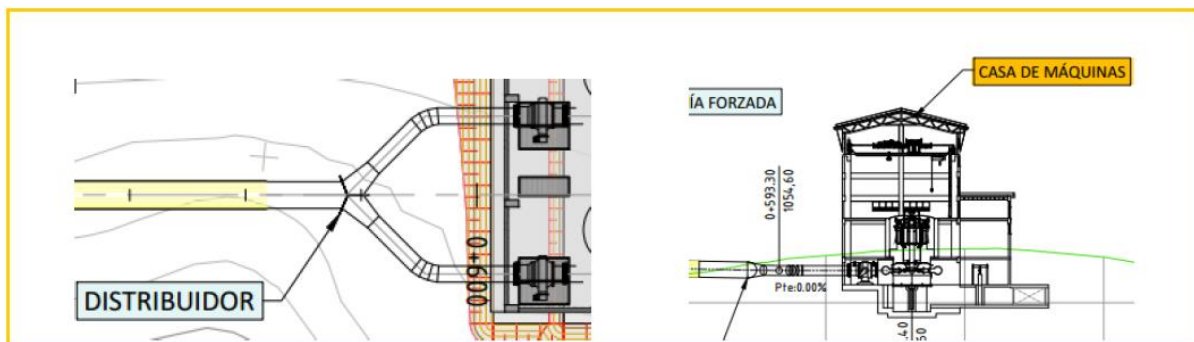 DISTRIBUIDOR
0+600
ÍA FORZADA
CASA DE MÁQUINAS
0+593.30
1054,60
Pte:0.00%